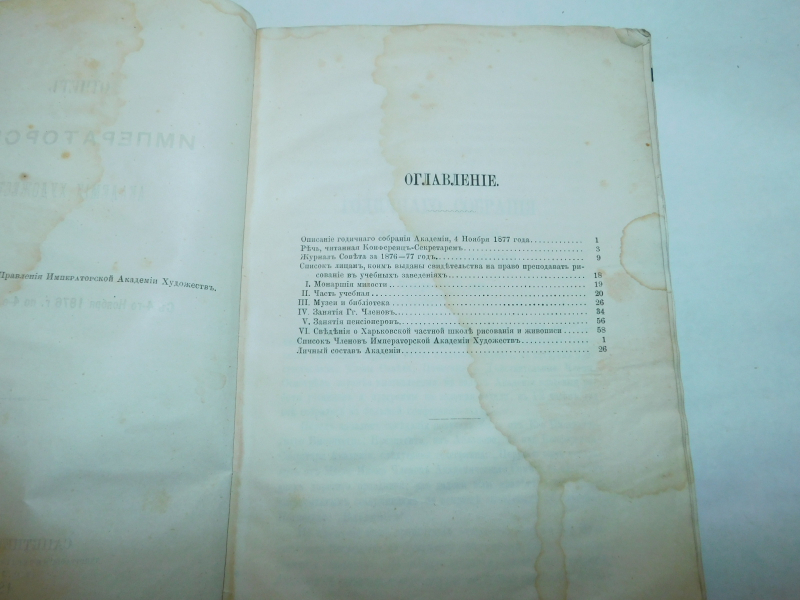 Правленія Императорской Академіи Художествъ.
ОГЛАВЛЕНІЕ.
Описаніе годичнаго собранія Академіи, 4 Ноября 1877 года 1
Рѣчь, читанная Конференцъ-Секретаремъ 3
Журналъ Совѣта за 1876—77 годъ 9
Списокъ лицамъ, коимъ выданы свидѣтельства на право преподавать ри-
сованіе въ учебныхъ заведеніяхъ 18
I. Монаршія милости 19
II. Часть учебная 20
III. Музеи и библіотека 26
IV. Занятія Гг. Членовъ 34
V. Занятія пенсіонеровъ 56
VI. Свѣдѣнія о Харьковской частной школѣ рисованія и живописи 58
Списокъ Членовъ Императорской Академіи Художествъ 1
Личный составъ Академіи 26